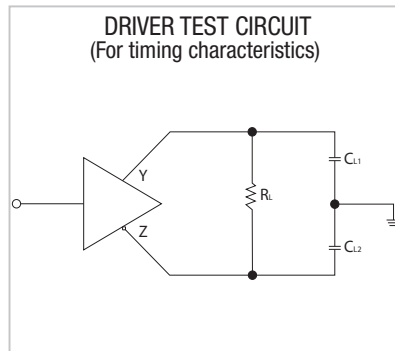 DRIVER TEST CIRCUIT
(For timing characteristics)
Y
Z
RL
CL1
CL2